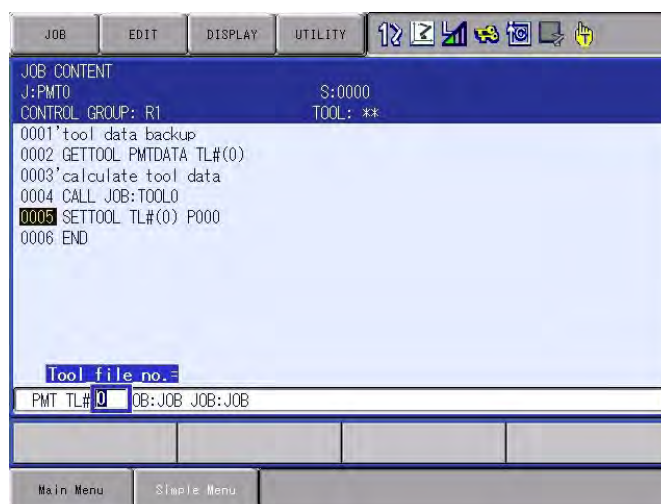 JOB EDIT DISPLAY UTILITY
JOB CONTENT
J:PMT0 S:0000
CONTROL GROUP: R1 TOOL: **
0001'tool data backup
0002 GETTOOL PMTDATA TL#(0)
0003'calculate tool data
0004 CALL JOB:TOOL0
0005 SETTOOL TL#(0) P000
0006 END
Tool file no.=
PMT TL#0 OB:JOB JOB:JOB
Main Menu Simple Menu